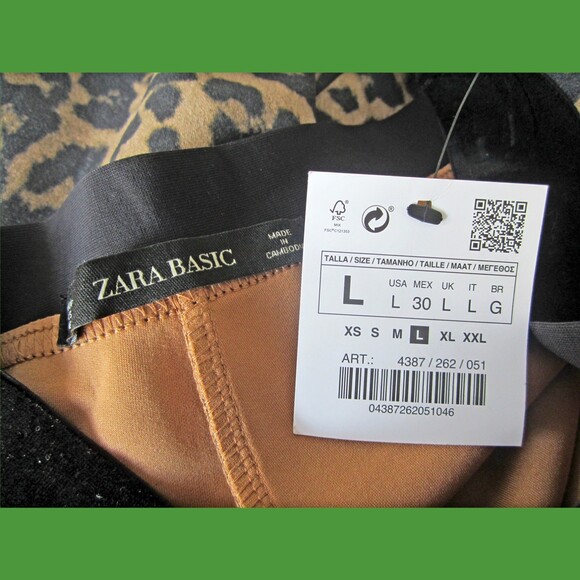 ZARA BASIC
MADE
IN
CAMBODIA
FSC
TALLA / SIZE / TAMANHO / TAILLE / MAAT / ΜΕΓΕΘΟΣ
L
USA MEX UK IT BR
L 30 L L G
XS S M L XL XXL
ART.: 4387 / 262 / 051
04387262051046